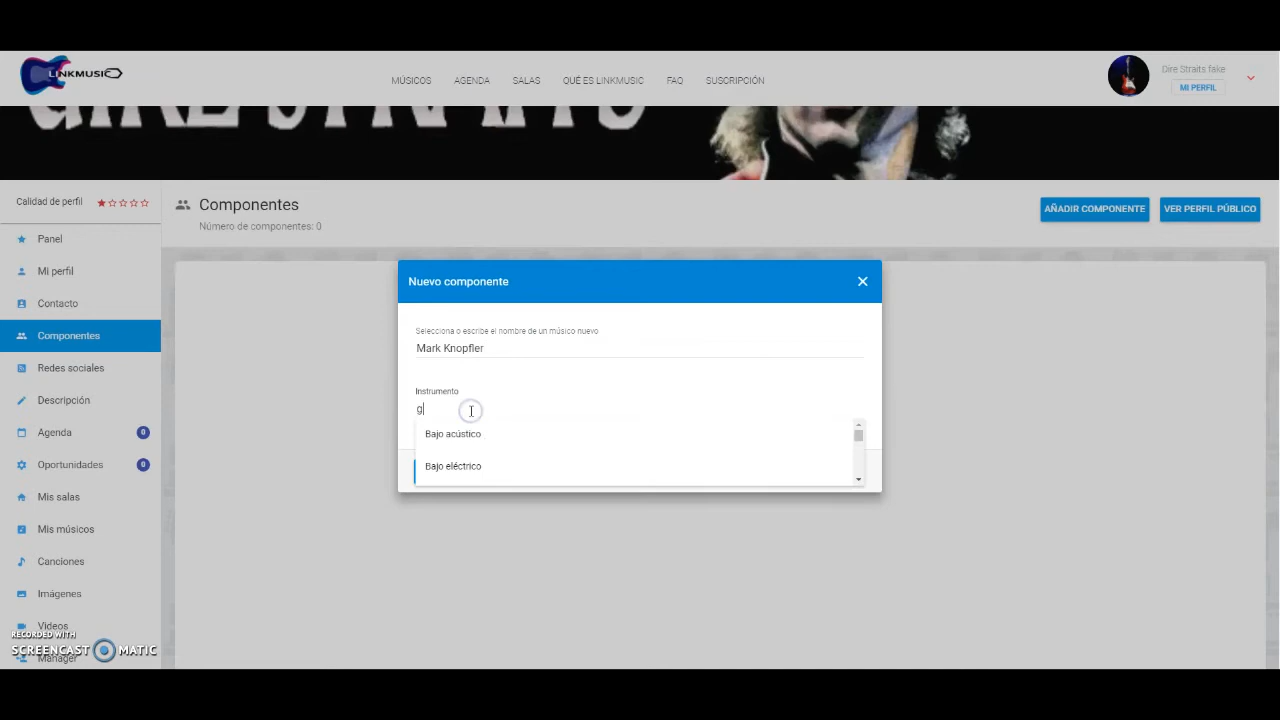 LINKMUSIC
MÚSICOS AGENDA SALAS QUÉ ES LINKMUSIC FAQ SUSCRIPCIÓN
Dire Straits fake
MI PERFIL
Calidad de perfil
Componentes
Número de componentes: 0
AÑADIR COMPONENTE
VER PERFIL PÚBLICO
Panel
Mi perfil
Contacto
Componentes
Redes sociales
Descripción
Agenda 0
Oportunidades 0
Mis salas
Mis músicos
Canciones
Imágenes
Videos
Manager
Nuevo componente
Selecciona o escribe el nombre de un músico nuevo
Mark Knopfler
Instrumento
g
Bajo acústico
Bajo eléctrico
RECORDED WITH
SCREENCAST MATIC